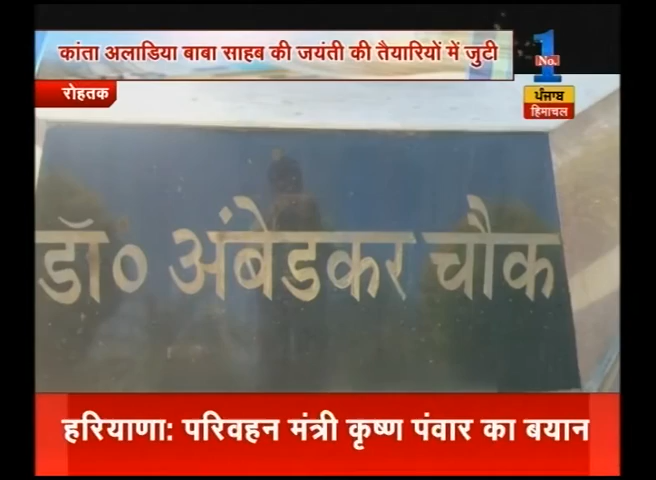 कांता अलाडिया बाबा साहब की जयंती की तैयारियों में जुटी
No. 1
रोहतक
ਪੰਜਾਬ
हिमाचल
डॉ० अंबेडकर चौक
हरियाणा: परिवहन मंत्री कृष्ण पंवार का बयान